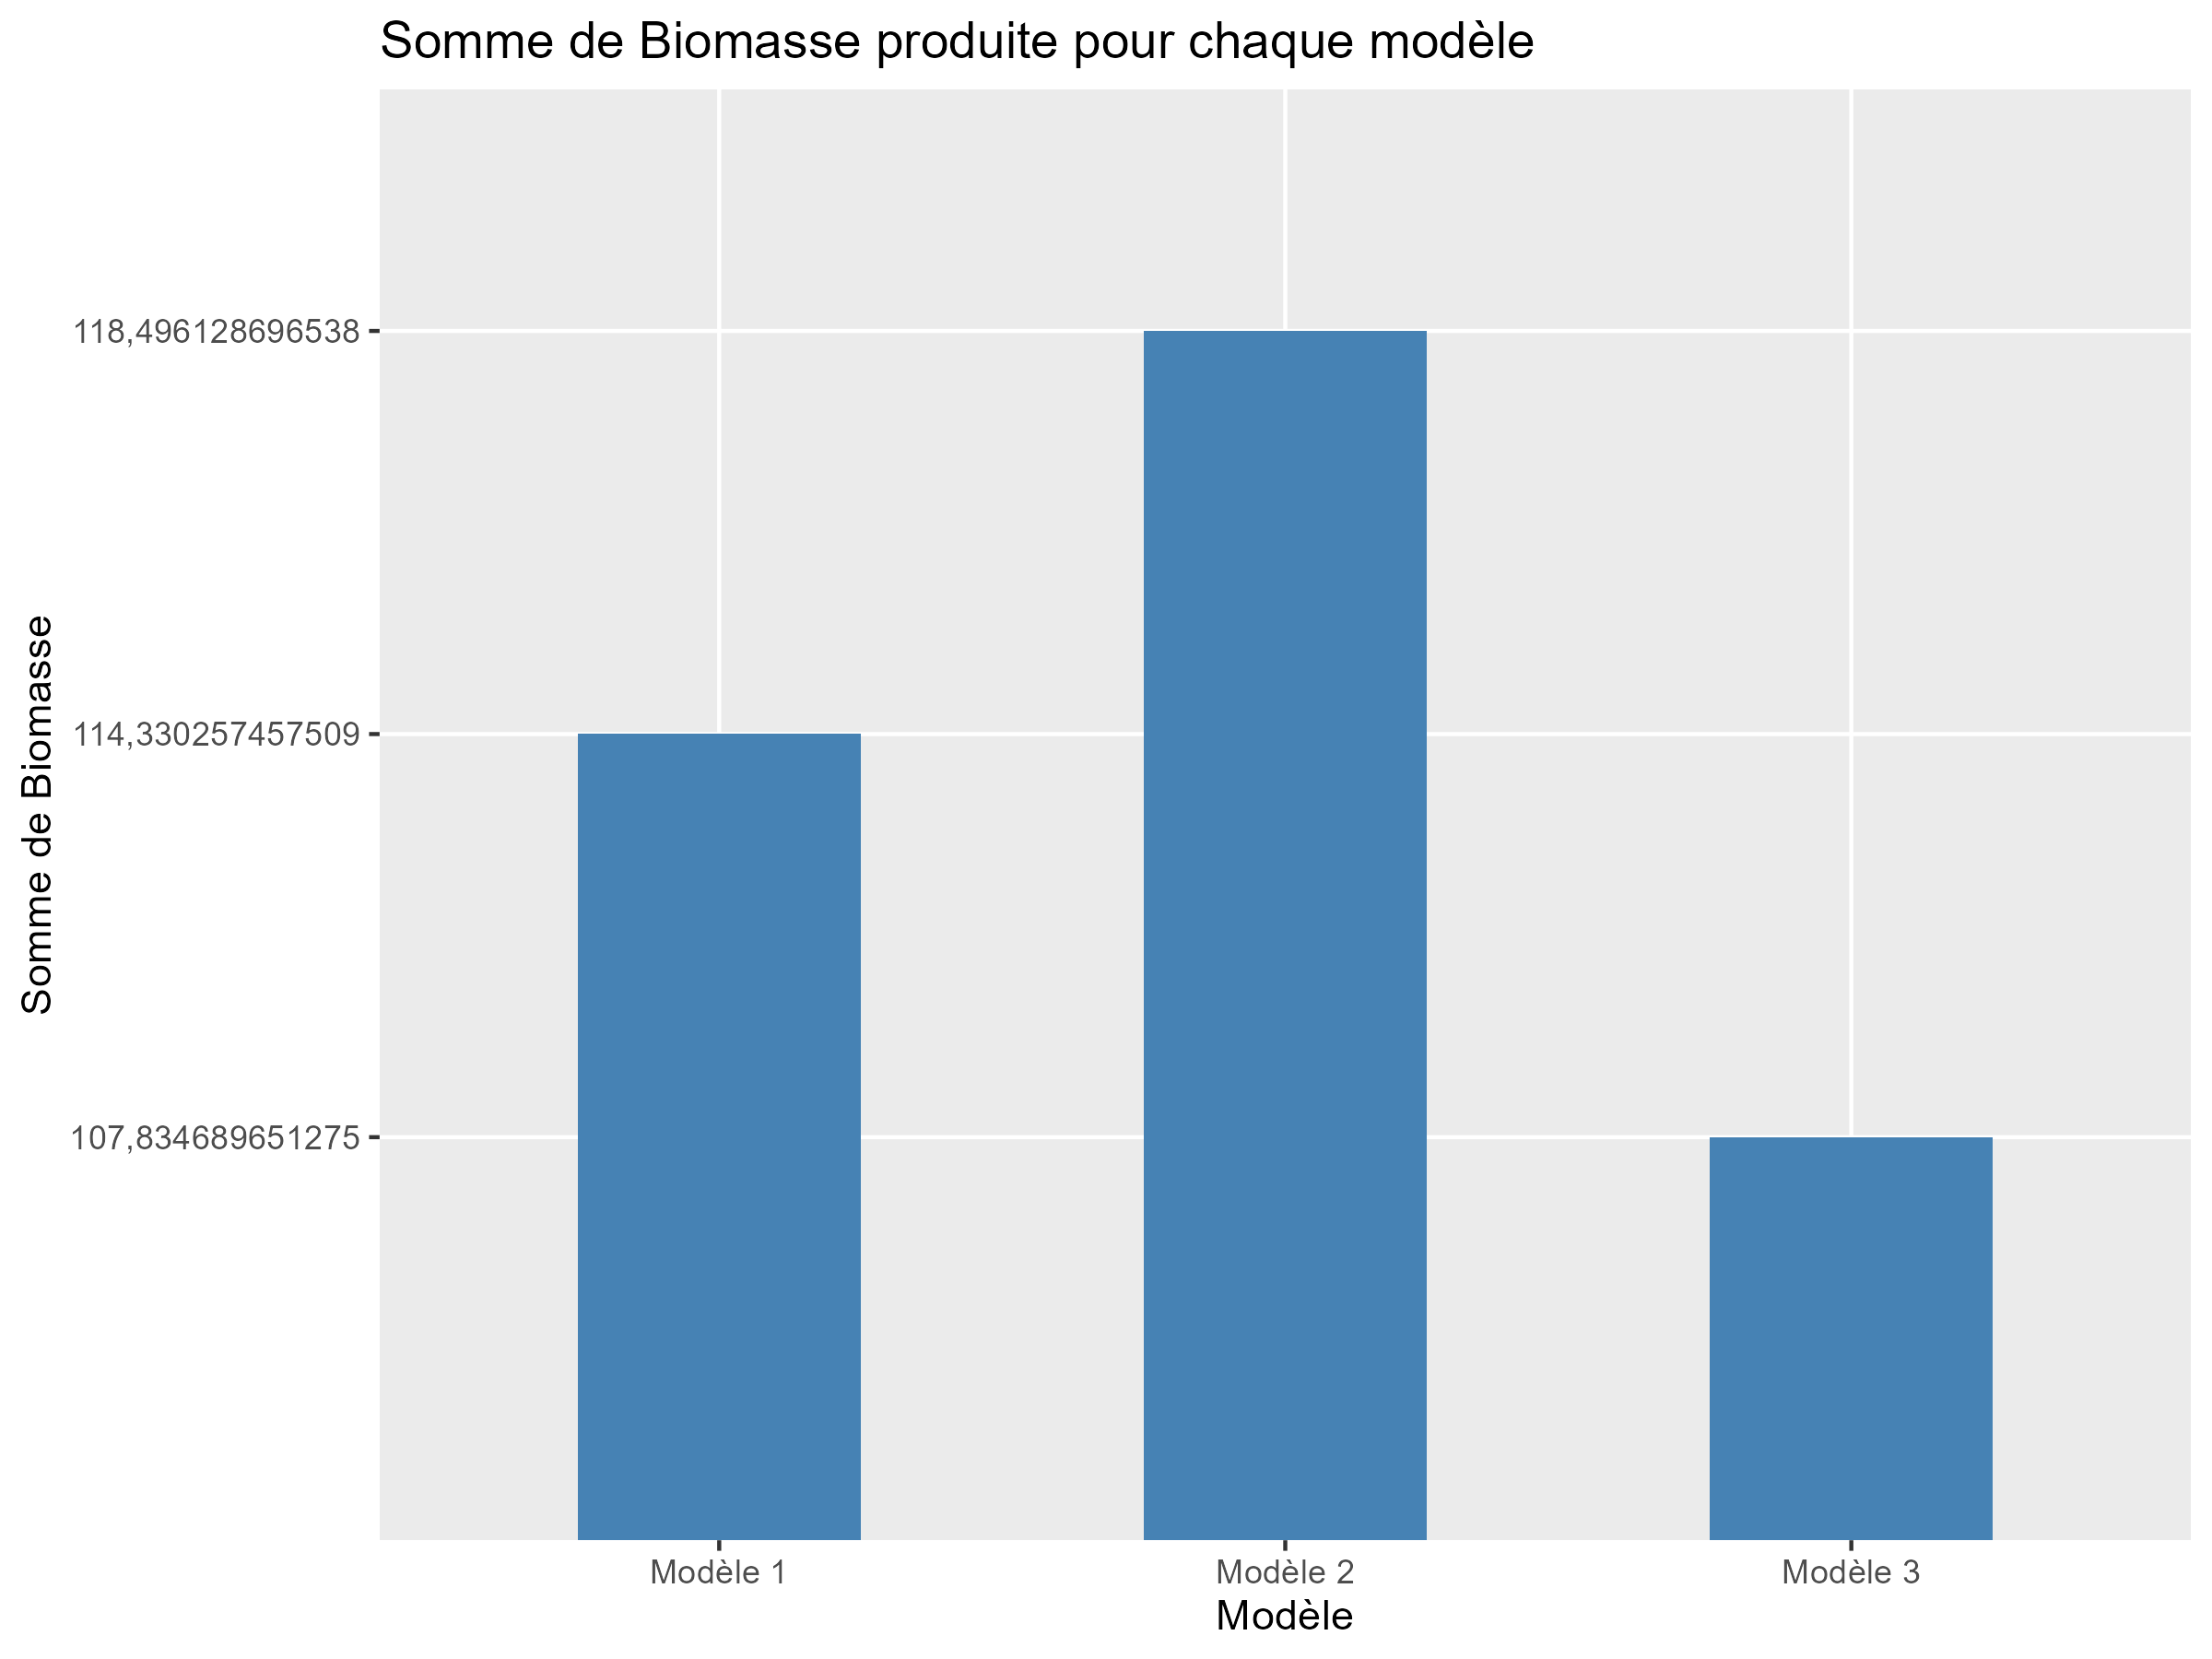 Somme de Biomasse produite pour chaque modèle
Somme de Biomasse
118,496128696538
114,330257457509
107,834689651275
Modèle 1
Modèle 2
Modèle 3
Modèle